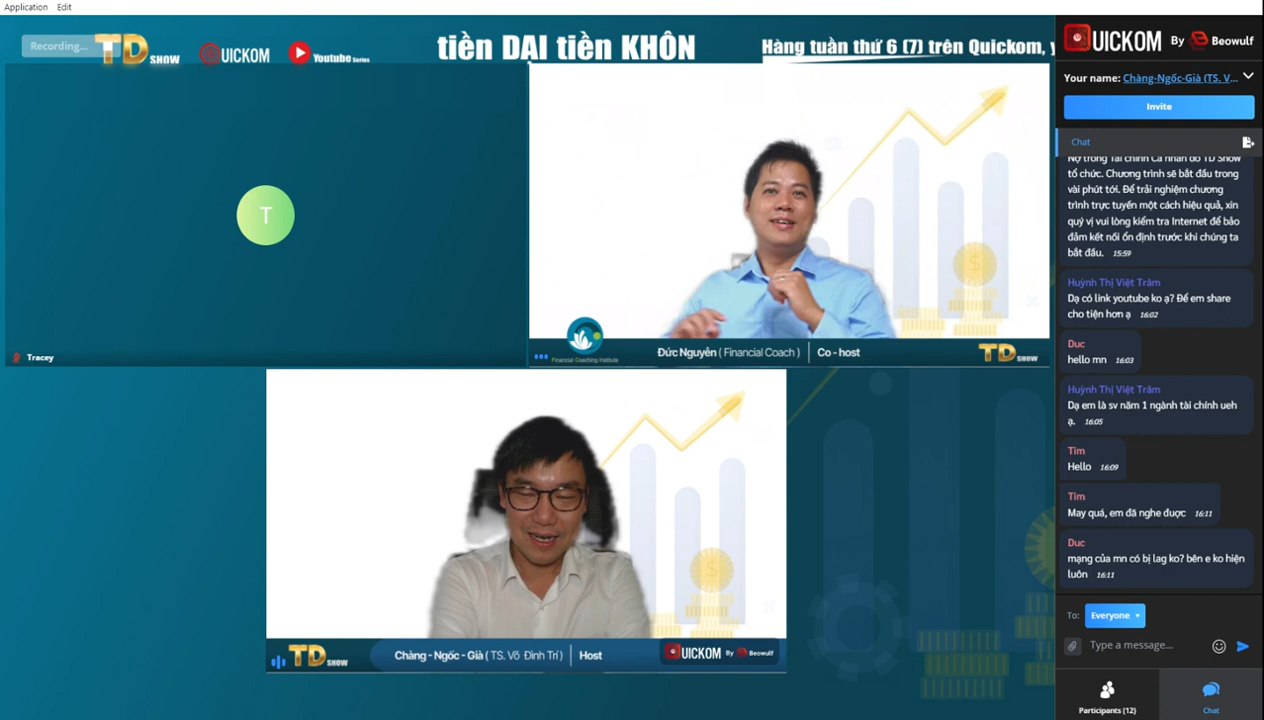 Application Edit
Recording...
TD SHOW
UICKOM
Youtube Series
tiền DẠI tiền KHÔN
Hàng tuần thứ 6 (7) trên Quickom, y
T
Tracey
Financial Coaching Institute
Đức Nguyễn ( Financial Coach ) Co - host
TD SHOW
TD SHOW
Chàng - Ngốc - Già ( TS. Võ Đình Trí ) Host
UICKOM By Beowulf
UICKOM By Beowulf
Your name: Chàng-Ngốc-Già (TS. V...
Invite
Chat
Nợ trong Tài chính Cá nhân do TD Show
tổ chức. Chương trình sẽ bắt đầu trong
vài phút tới. Để trải nghiệm chương
trình trực tuyến một cách hiệu quả, xin
quý vị vui lòng kiểm tra Internet để bảo
đảm kết nối ổn định trước khi chúng ta
bắt đầu. 15:59
Huỳnh Thị Việt Trâm
Dạ có link youtube ko ạ? Để em share
cho tiện hơn ạ 16:02
Duc
hello mn 16:03
Huỳnh Thị Việt Trâm
Dạ em là sv năm 1 ngành tài chính ueh
ạ. 16:05
Tim
Hello 16:09
Tim
May quá, em đã nghe được 16:11
Duc
mạng của mn có bị lag ko? bên e ko hiện
luôn 16:11
To: Everyone
Type a message...
Participants (12)
Chat